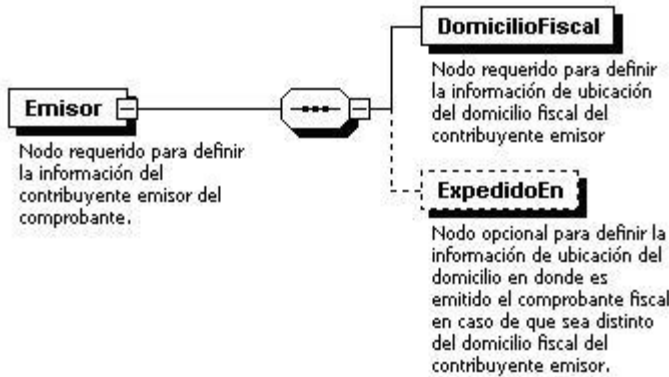 DomicilioFiscal
Nodo requerido para definir
la información de ubicación
del domicilio fiscal del
contribuyente emisor
Emisor
Nodo requerido para definir
la información del
contribuyente emisor del
comprobante.
ExpedidoEn
Nodo opcional para definir la
información de ubicación del
domicilio en donde es
emitido el comprobante fiscal
en caso de que sea distinto
del domicilio fiscal del
contribuyente emisor.